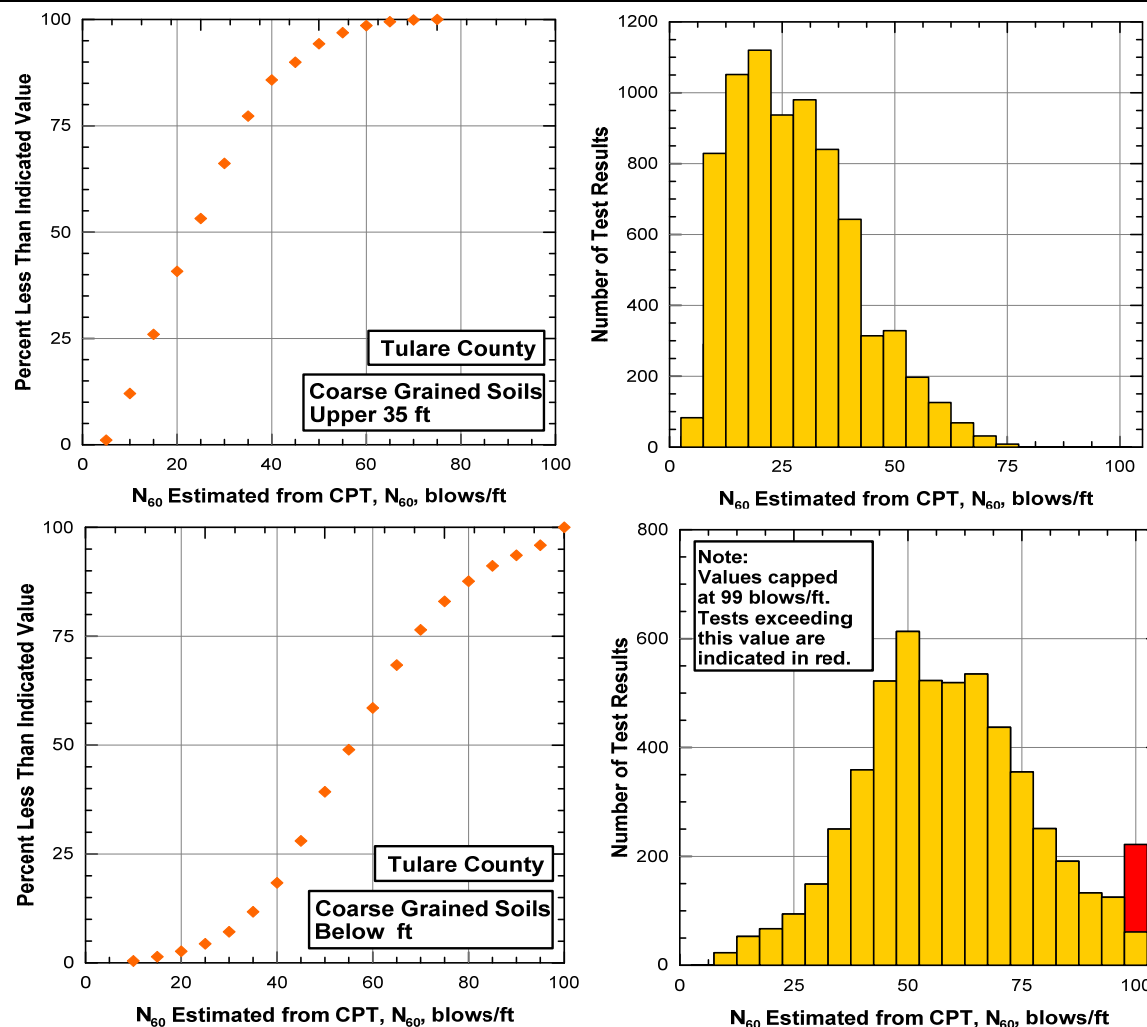 Percent Less Than Indicated Value
100
75
50
25
0
Tulare County
Coarse Grained Soils
Upper 35 ft
0 20 40 60 80 100
N60 Estimated from CPT, N60, blows/ft
Number of Test Results
1200
1000
800
600
400
200
0
0 25 50 75 100
N60 Estimated from CPT, N60, blows/ft
Percent Less Than Indicated Value
100
75
50
25
0
Tulare County
Coarse Grained Soils
Below ft
0 20 40 60 80 100
N60 Estimated from CPT, N60, blows/ft
Number of Test Results
800
600
400
200
0
Note:
Values capped
at 99 blows/ft.
Tests exceeding
this value are
indicated in red.
0 25 50 75 100
N60 Estimated from CPT, N60, blows/ft